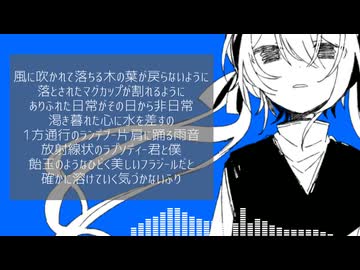 風に吹かれて落ちる木の葉が戻らないように
落とされたマグカップが割れるように
ありふれた日常がその日から非日常
渇き暮れた心に水を差すの
1方通行のランデブー片肩に踊る雨音
放射線状のラプソディー君と僕
飴玉のようなひどく美しいフラジールだと
確かに溶けていく気づかないふり